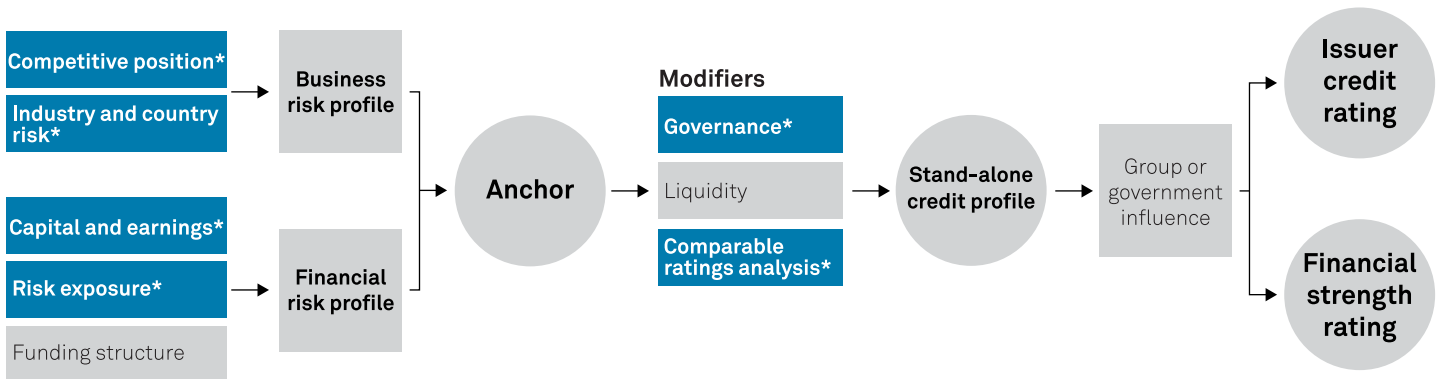 Competitive position*
Industry and country
risk*
Business
risk profile
Capital and earnings*
Risk exposure*
Funding structure
Financial
risk profile
Anchor
Modifiers
Governance*
Liquidity
Comparable
ratings analysis*
Stand-alone
credit profile
Group or
government
influence
Issuer
credit
rating
Financial
strength
rating